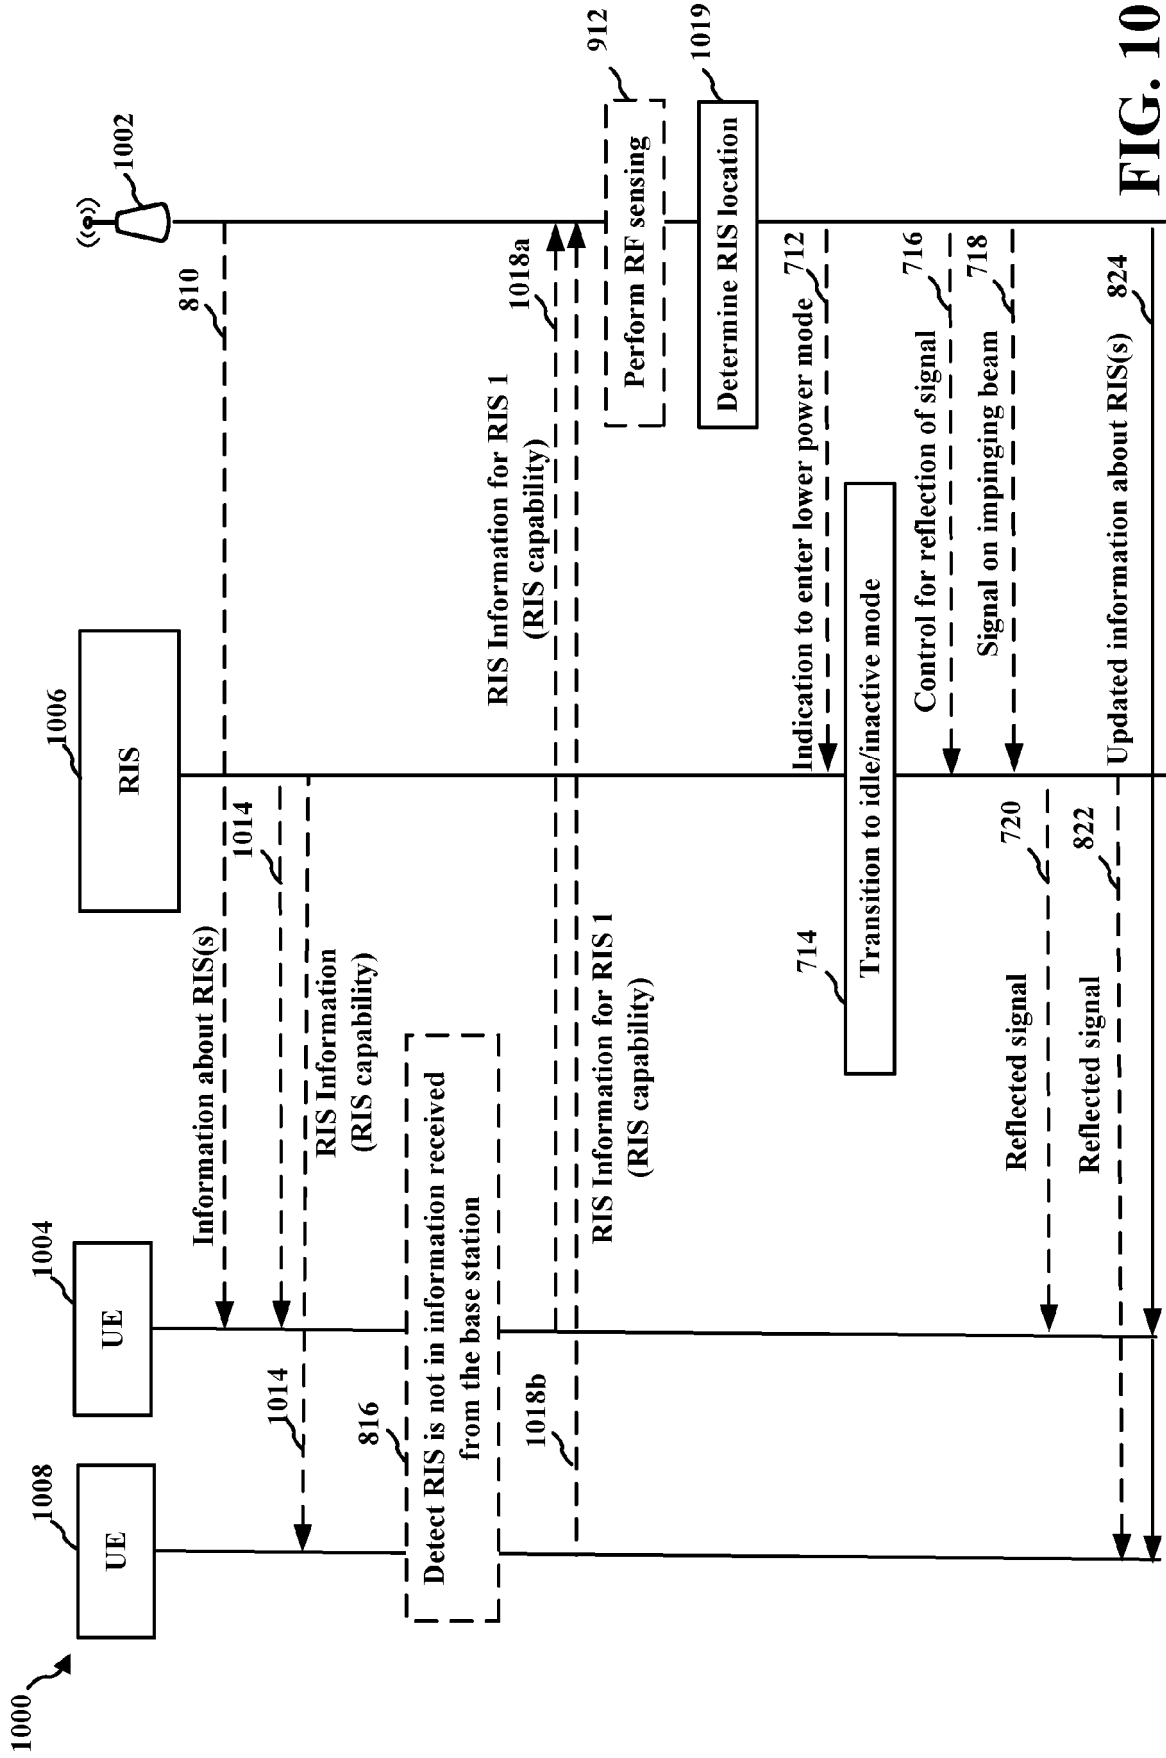 1000
1008
UE
1004
UE
1006
RIS
1002
810
Information about RIS(s)
1014
1014
RIS Information
(RIS capability)
816
Detect RIS is not in information received
from the base station
RIS Information for RIS 1
(RIS capability)
1018a
1018b
RIS Information for RIS 1
(RIS capability)
912
Perform RF sensing
1019
Determine RIS location
Indication to enter lower power mode
712
714
Transition to idle/inactive mode
Control for reflection of signal
716
Signal on impinging beam
718
Reflected signal
720
Reflected signal
822
Updated information about RIS(s)
824
FIG. 10